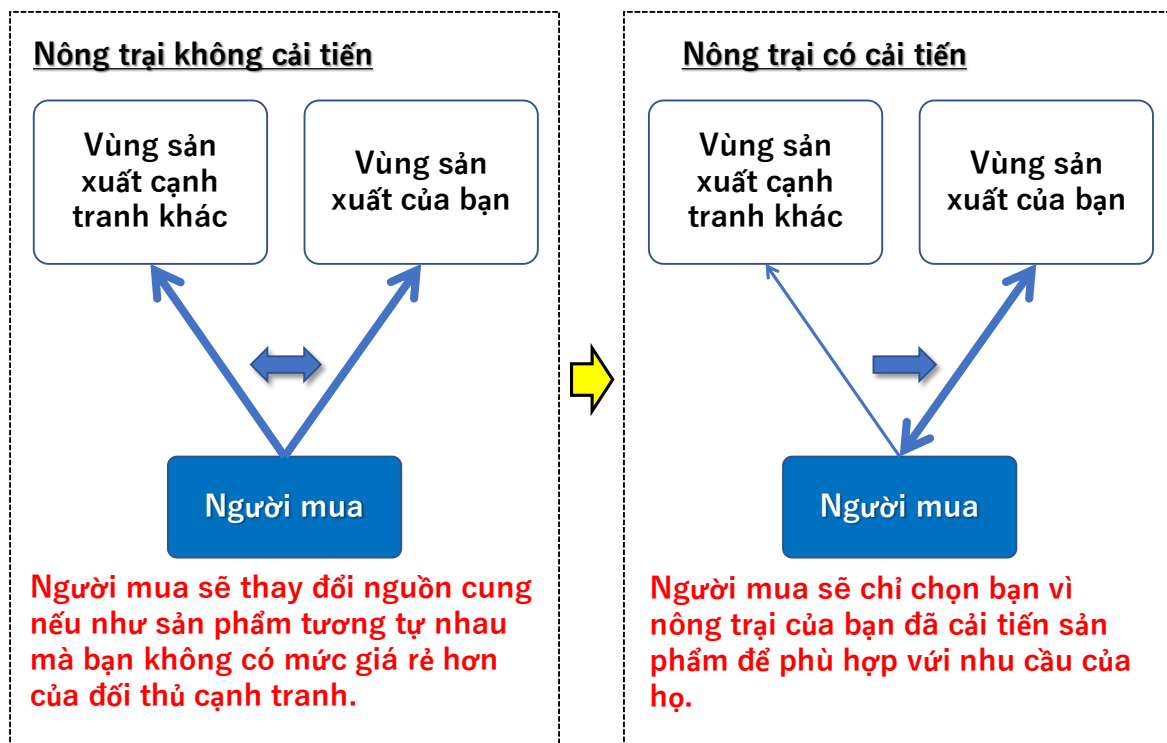 Nông trại không cải tiến
Vùng sản
xuất cạnh
tranh khác
Vùng sản
xuất của bạn
Người mua
Người mua sẽ thay đổi nguồn cung
nếu như sản phẩm tương tự nhau
mà bạn không có mức giá rẻ hơn
của đối thủ cạnh tranh.
Nông trại có cải tiến
Vùng sản
xuất cạnh
tranh khác
Vùng sản
xuất của bạn
Người mua
Người mua sẽ chỉ chọn bạn vì
nông trại của bạn đã cải tiến sản
phẩm để phù hợp vứi nhu cầu của
họ.